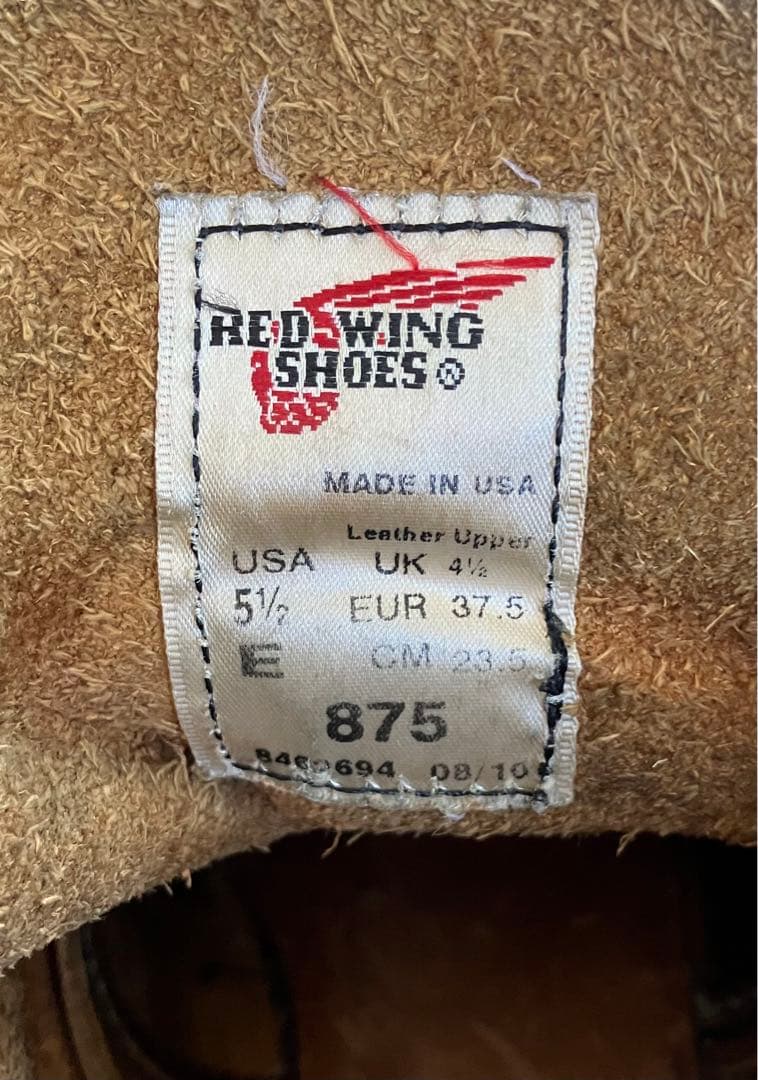 RED WING
SHOES®
MADE IN USA
Leather Upper
USA UK 4½
5½ EUR 37.5
E CM 23.5
875
08/10